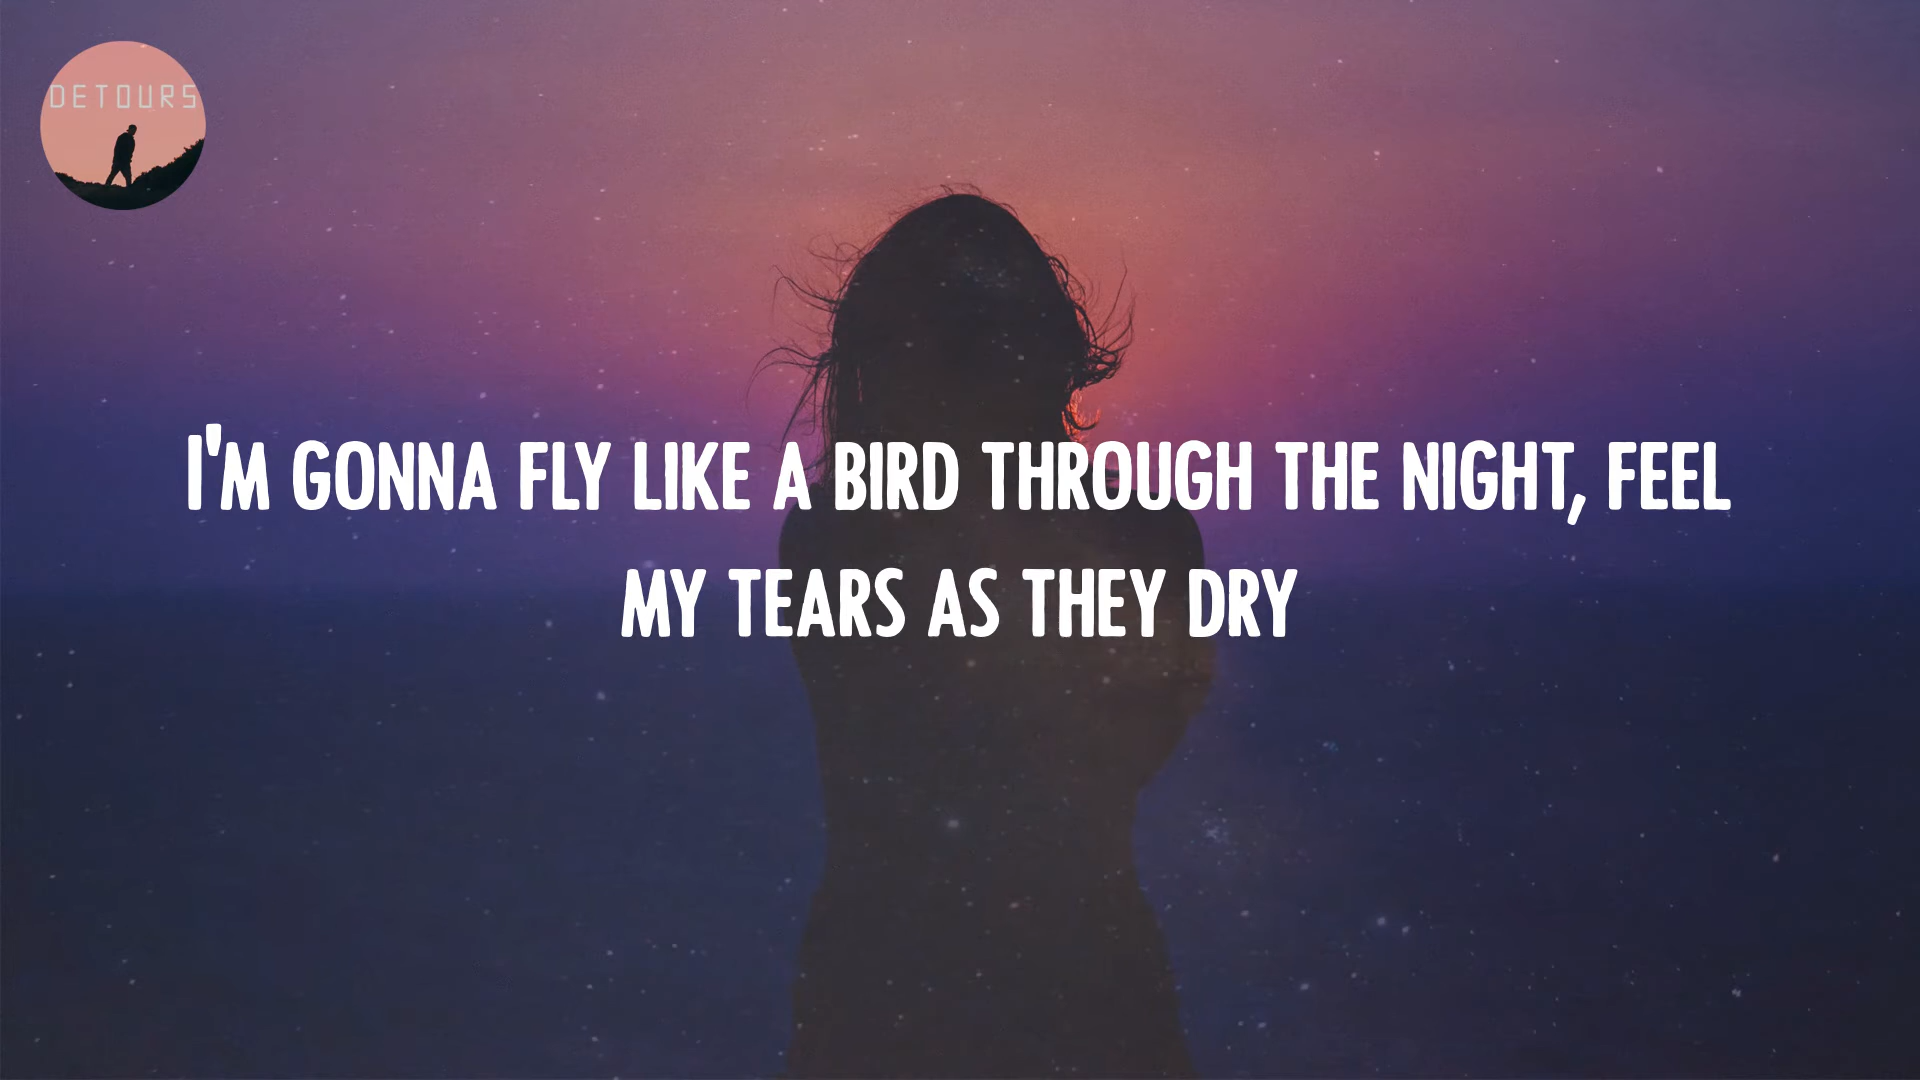 DETOURS
I'M GONNA FLY LIKE A BIRD THROUGH THE NIGHT, FEEL
MY TEARS AS THEY DRY